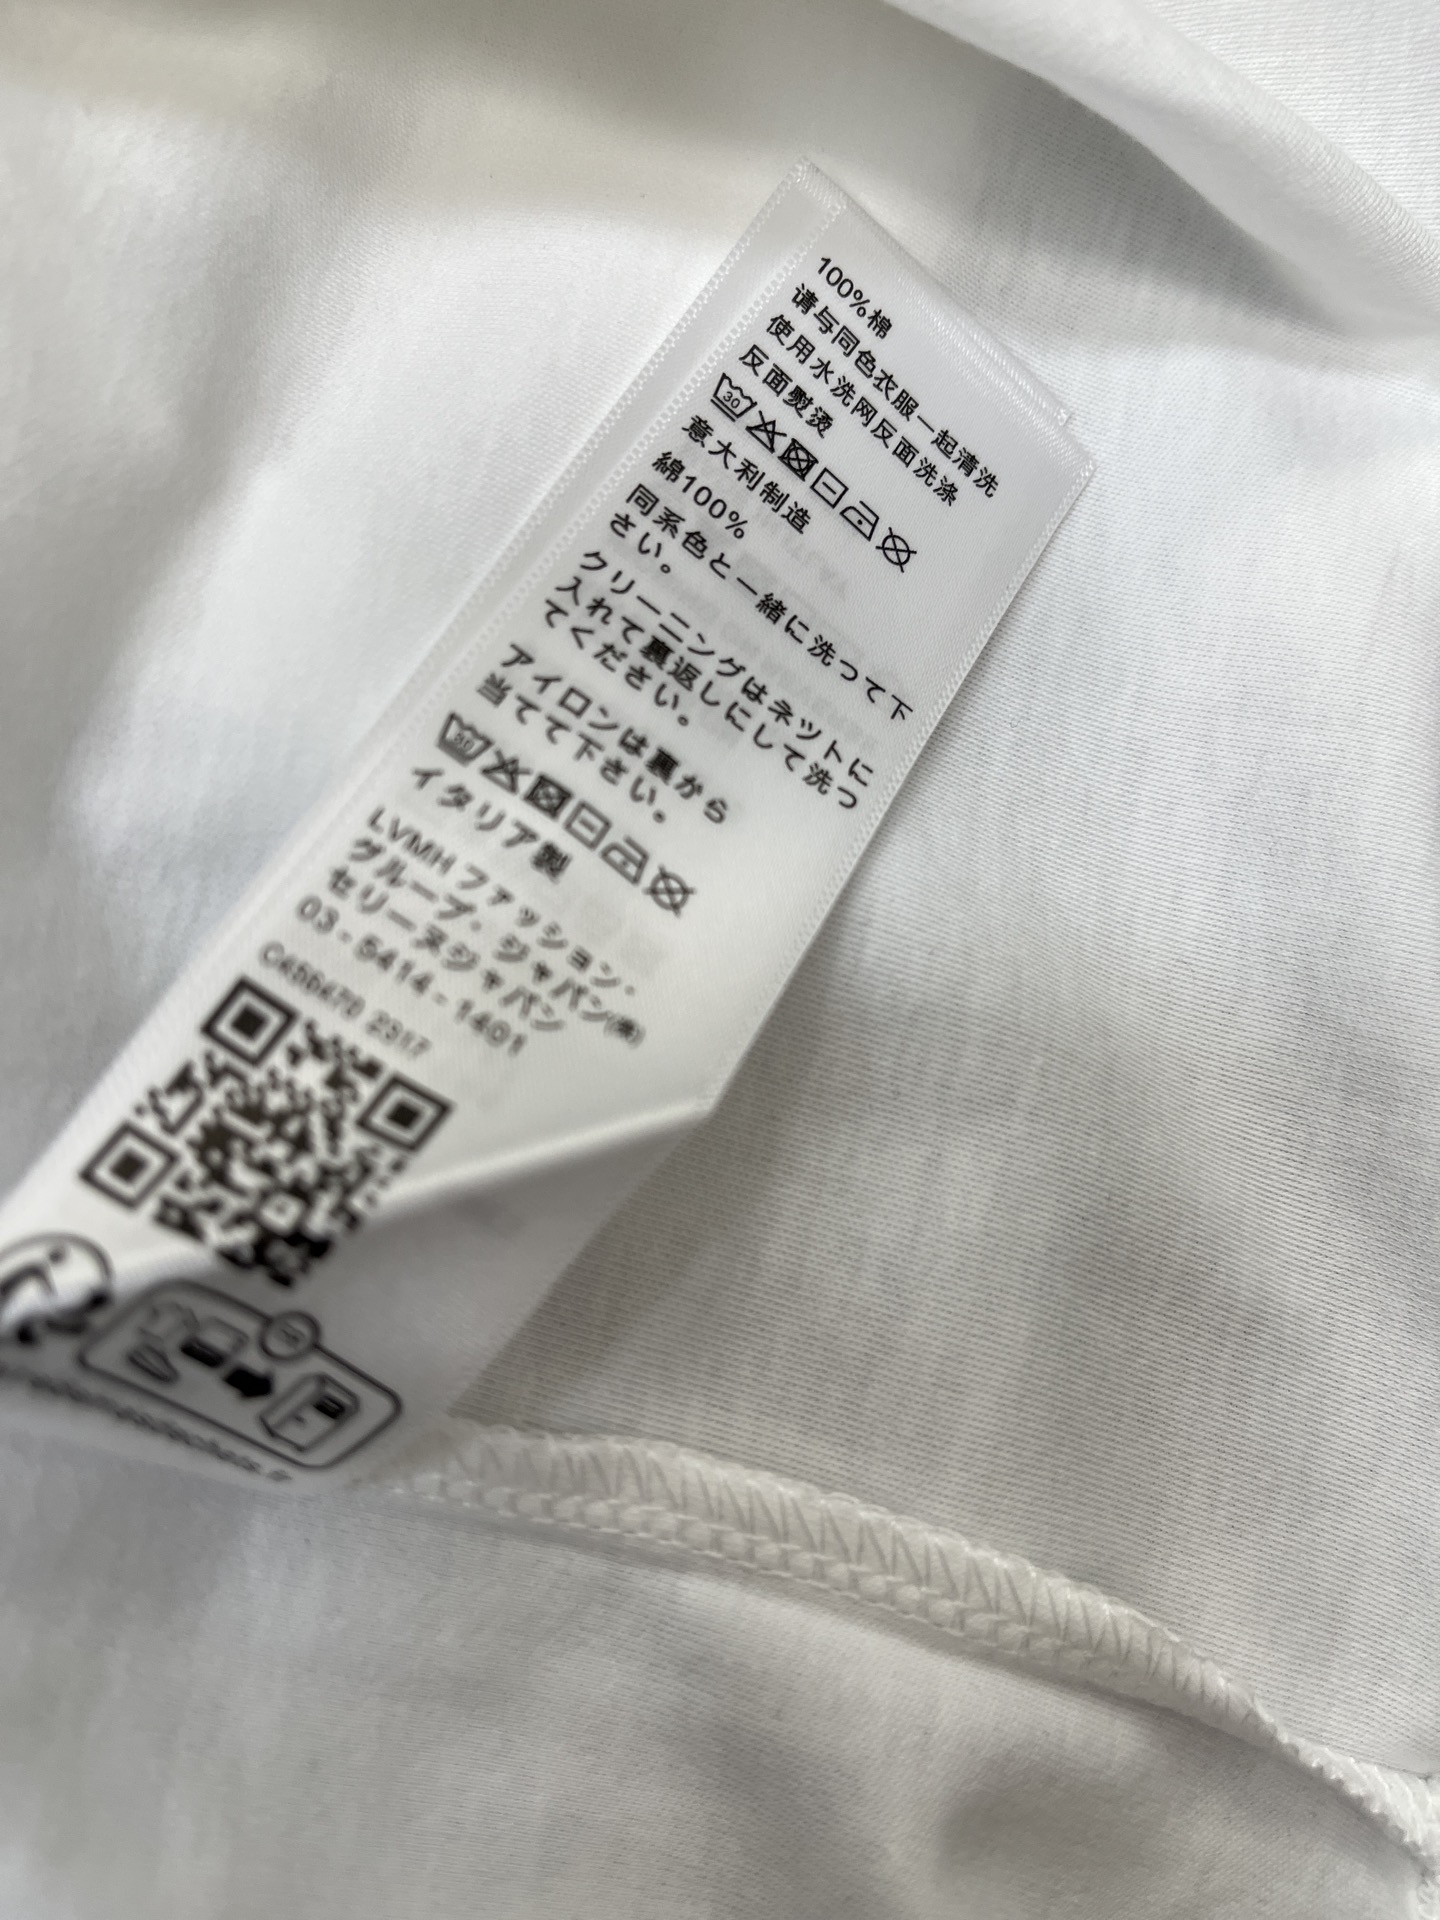 100%棉
请与同色衣服一起清洗
使用水洗网反面洗涤
反面熨烫
30
意大利制造
綿100%
同系色と一緒に洗って下
さい。
クリーニングはネットに
入れて裏返しにして洗っ
てください。
アイロンは裏から
当てて下さい。
30
イタリア製
LVMH ファッション・
グループ・ジャパン㈱
セリーヌジャパン
03-5414-1401
2317